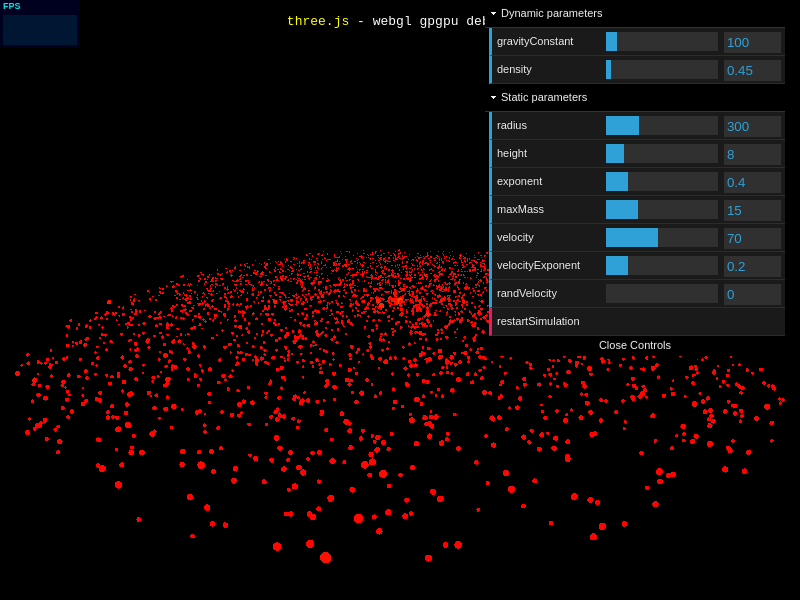 FPS
three.js - webgl gpgpu
Dynamic parameters
gravityConstant 100
density 0.45
Static parameters
radius 300
height 8
exponent 0.4
maxMass 15
velocity 70
velocityExponent 0.2
randVelocity 0
restartSimulation
Close Controls